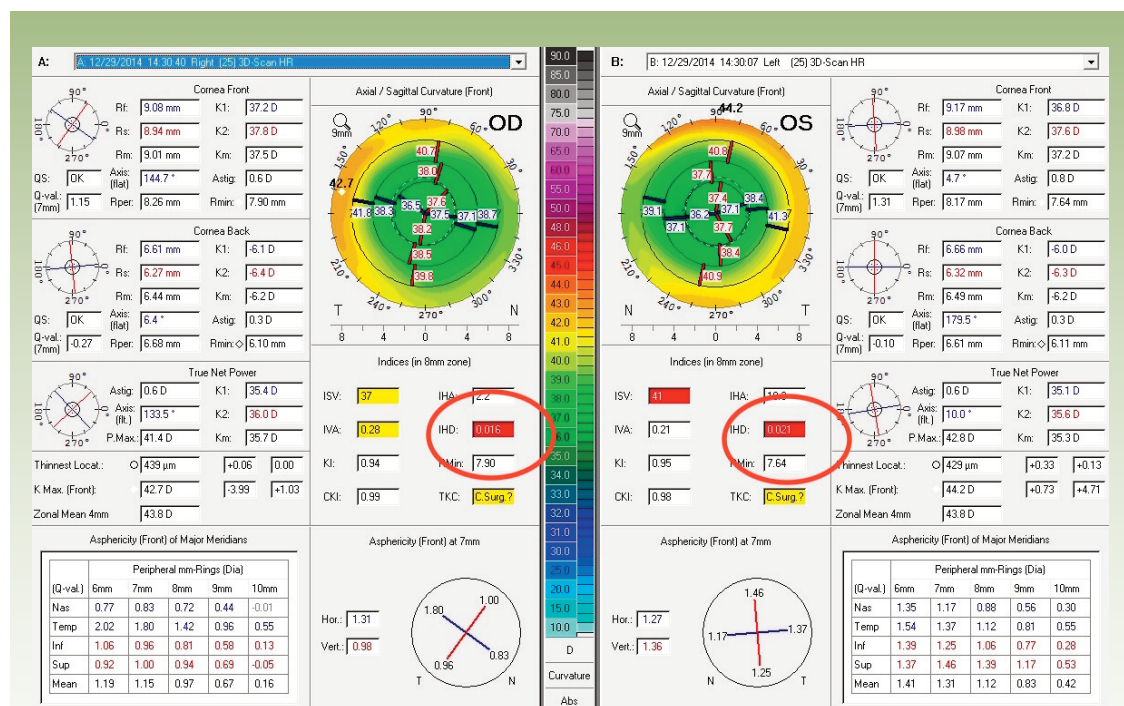 A: A: 12/29/2014 14:30:40 Right (25) 3D-Scan HR
Cornea Front
90°
180°
0°
270°
Rf: 9.08 mm K1: 37.2 D
Rs: 8.94 mm K2: 37.8 D
Rm: 9.01 mm Km: 37.5 D
QS: OK Axis: (flat) 144.7 ° Astig: 0.6 D
Q-val.: (7mm) 1.15 Rper: 8.26 mm Rmin: 7.90 mm
Cornea Back
90°
180°
0°
270°
Rf: 6.61 mm K1: -6.1 D
Rs: 6.27 mm K2: -6.4 D
Rm: 6.44 mm Km: -6.2 D
QS: OK Axis: (flat) 6.4 ° Astig: 0.3 D
Q-val.: (7mm) -0.27 Rper: 6.68 mm Rmin: 6.10 mm
True Net Power
90°
180°
0°
270°
Astig: 0.6 D K1: 35.4 D
Axis: (flt.) 133.5 ° K2: 36.0 D
P.Max.: 41.4 D Km: 35.7 D
Thinnest Locat.: 439 µm +0.06 0.00
K Max. (Front): 42.7 D -3.99 +1.03
Zonal Mean 4mm 43.8 D
Asphericity (Front) of Major Meridians
Peripheral mm-Rings (Dia)
(Q-val.) 6mm 7mm 8mm 9mm 10mm
Nas 0.77 0.83 0.72 0.44 -0.01
Temp 2.02 1.80 1.42 0.96 0.55
Inf 1.06 0.96 0.81 0.58 0.13
Sup 0.92 1.00 0.94 0.69 -0.05
Mean 1.19 1.15 0.97 0.67 0.16
Axial / Sagittal Curvature (Front)
9mm
OD
90°
120°
60°
150°
30°
210°
330°
240°
300°
270°
42.7
40.7
38.0
41.8 38.3 36.5 37.6 37.5 37.1 38.7
38.2
38.5
39.8
T N
8 4 0 4 8
Indices (in 8mm zone)
ISV: 37 IHA: 2.2
IVA: 0.28 IHD: 0.016
KI: 0.94 RMin: 7.90
CKI: 0.99 TKC: C.Surg.?
Asphericity (Front) at 7mm
Hor.: 1.31
Vert.: 0.98
1.80
1.00
0.96
0.83
T N
90.0
85.0
80.0
75.0
70.0
65.0
60.0
55.0
50.0
48.0
46.0
45.0
44.0
43.0
42.0
41.0
40.0
39.0
38.0
37.0
36.0
35.0
34.0
33.0
32.0
31.0
30.0
25.0
20.0
15.0
10.0
D
Curvature
Abs
B: B: 12/29/2014 14:30:07 Left (25) 3D-Scan HR
Axial / Sagittal Curvature (Front)
9mm
OS
44.2
120°
60°
150°
30°
210°
330°
240°
300°
270°
40.8
37.7
37.4
39.1 37.1 36.2 37.1 38.4 41.3
37.7
38.4
40.9
N T
8 4 0 4 8
Indices (in 8mm zone)
ISV: 41 IHA:
IVA: 0.21 IHD: 0.021
KI: 0.95 RMin: 7.64
CKI: 0.98 TKC: C.Surg.?
Asphericity (Front) at 7mm
Hor.: 1.27
Vert.: 1.36
1.46
1.17
1.37
1.25
N T
Cornea Front
90°
180°
0°
270°
Rf: 9.17 mm K1: 36.8 D
Rs: 8.98 mm K2: 37.6 D
Rm: 9.07 mm Km: 37.2 D
QS: OK Axis: (flat) 4.7 ° Astig: 0.8 D
Q-val.: (7mm) 1.31 Rper: 8.17 mm Rmin: 7.64 mm
Cornea Back
90°
180°
0°
270°
Rf: 6.66 mm K1: -6.0 D
Rs: 6.32 mm K2: -6.3 D
Rm: 6.49 mm Km: -6.2 D
QS: OK Axis: (flat) 179.5 ° Astig: 0.3 D
Q-val.: (7mm) -0.10 Rper: 6.61 mm Rmin: 6.11 mm
True Net Power
90°
180°
0°
270°
Astig: 0.6 D K1: 35.1 D
Axis: (flt.) 10.0 ° K2: 35.6 D
P.Max.: 42.8 D Km: 35.3 D
Thinnest Locat.: 429 µm +0.33 +0.13
K Max. (Front): 44.2 D +0.73 +4.71
Zonal Mean 4mm 43.8 D
Asphericity (Front) of Major Meridians
Peripheral mm-Rings (Dia)
(Q-val.) 6mm 7mm 8mm 9mm 10mm
Nas 1.35 1.17 0.88 0.56 0.30
Temp 1.54 1.37 1.12 0.81 0.55
Inf 1.39 1.25 1.06 0.77 0.28
Sup 1.37 1.46 1.39 1.17 0.53
Mean 1.41 1.31 1.12 0.83 0.42